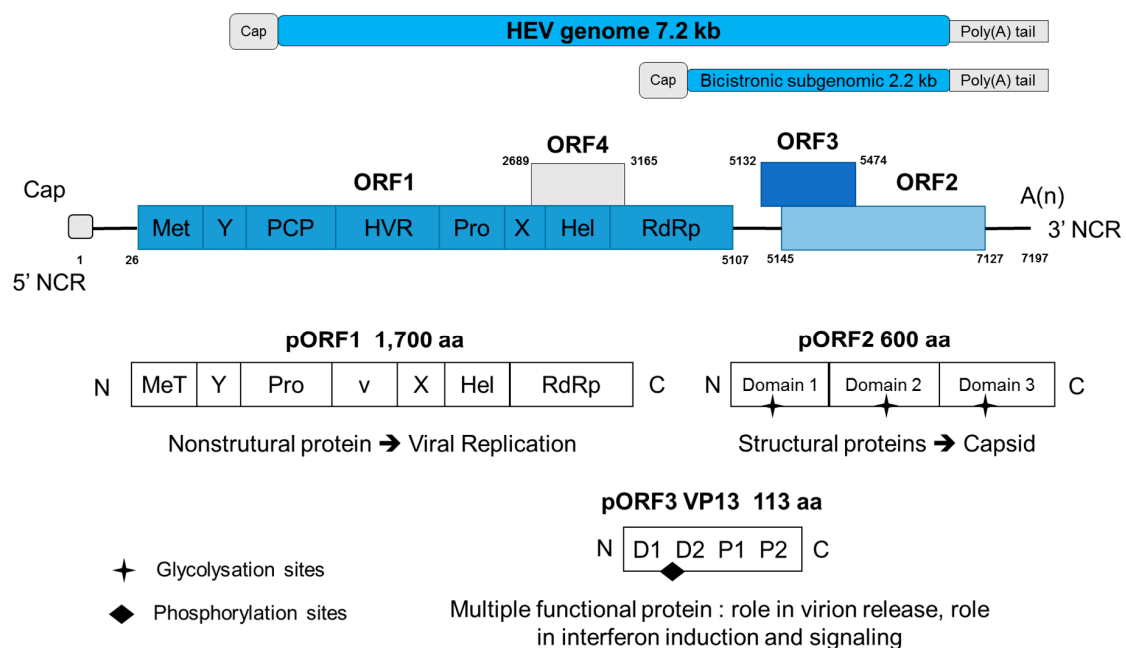 Cap HEV genome 7.2 kb Poly(A) tail
Cap Bicistronic subgenomic 2.2 kb Poly(A) tail
ORF4 ORF3
2689 3165 5132 5474
Cap ORF1 ORF2 A(n)
Met Y PCP HVR Pro X Hel RdRp 3’ NCR
1 26 5107 5145 7127 7197
5’ NCR
pORF1 1,700 aa
N MeT Y Pro v X Hel RdRp C
Nonstrutural protein ➔ Viral Replication
pORF2 600 aa
N Domain 1 Domain 2 Domain 3 C
Structural proteins ➔ Capsid
pORF3 VP13 113 aa
N D1 D2 P1 P2 C
Glycolysation sites
Phosphorylation sites
Multiple functional protein : role in virion release, role
in interferon induction and signaling